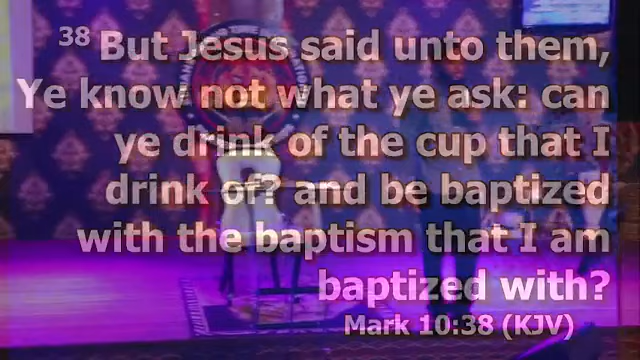 38 But Jesus said unto them,
Ye know not what ye ask: can
ye drink of the cup that I
drink of? and be baptized
with the baptism that I am
baptized with?
Mark 10:38 (KJV)